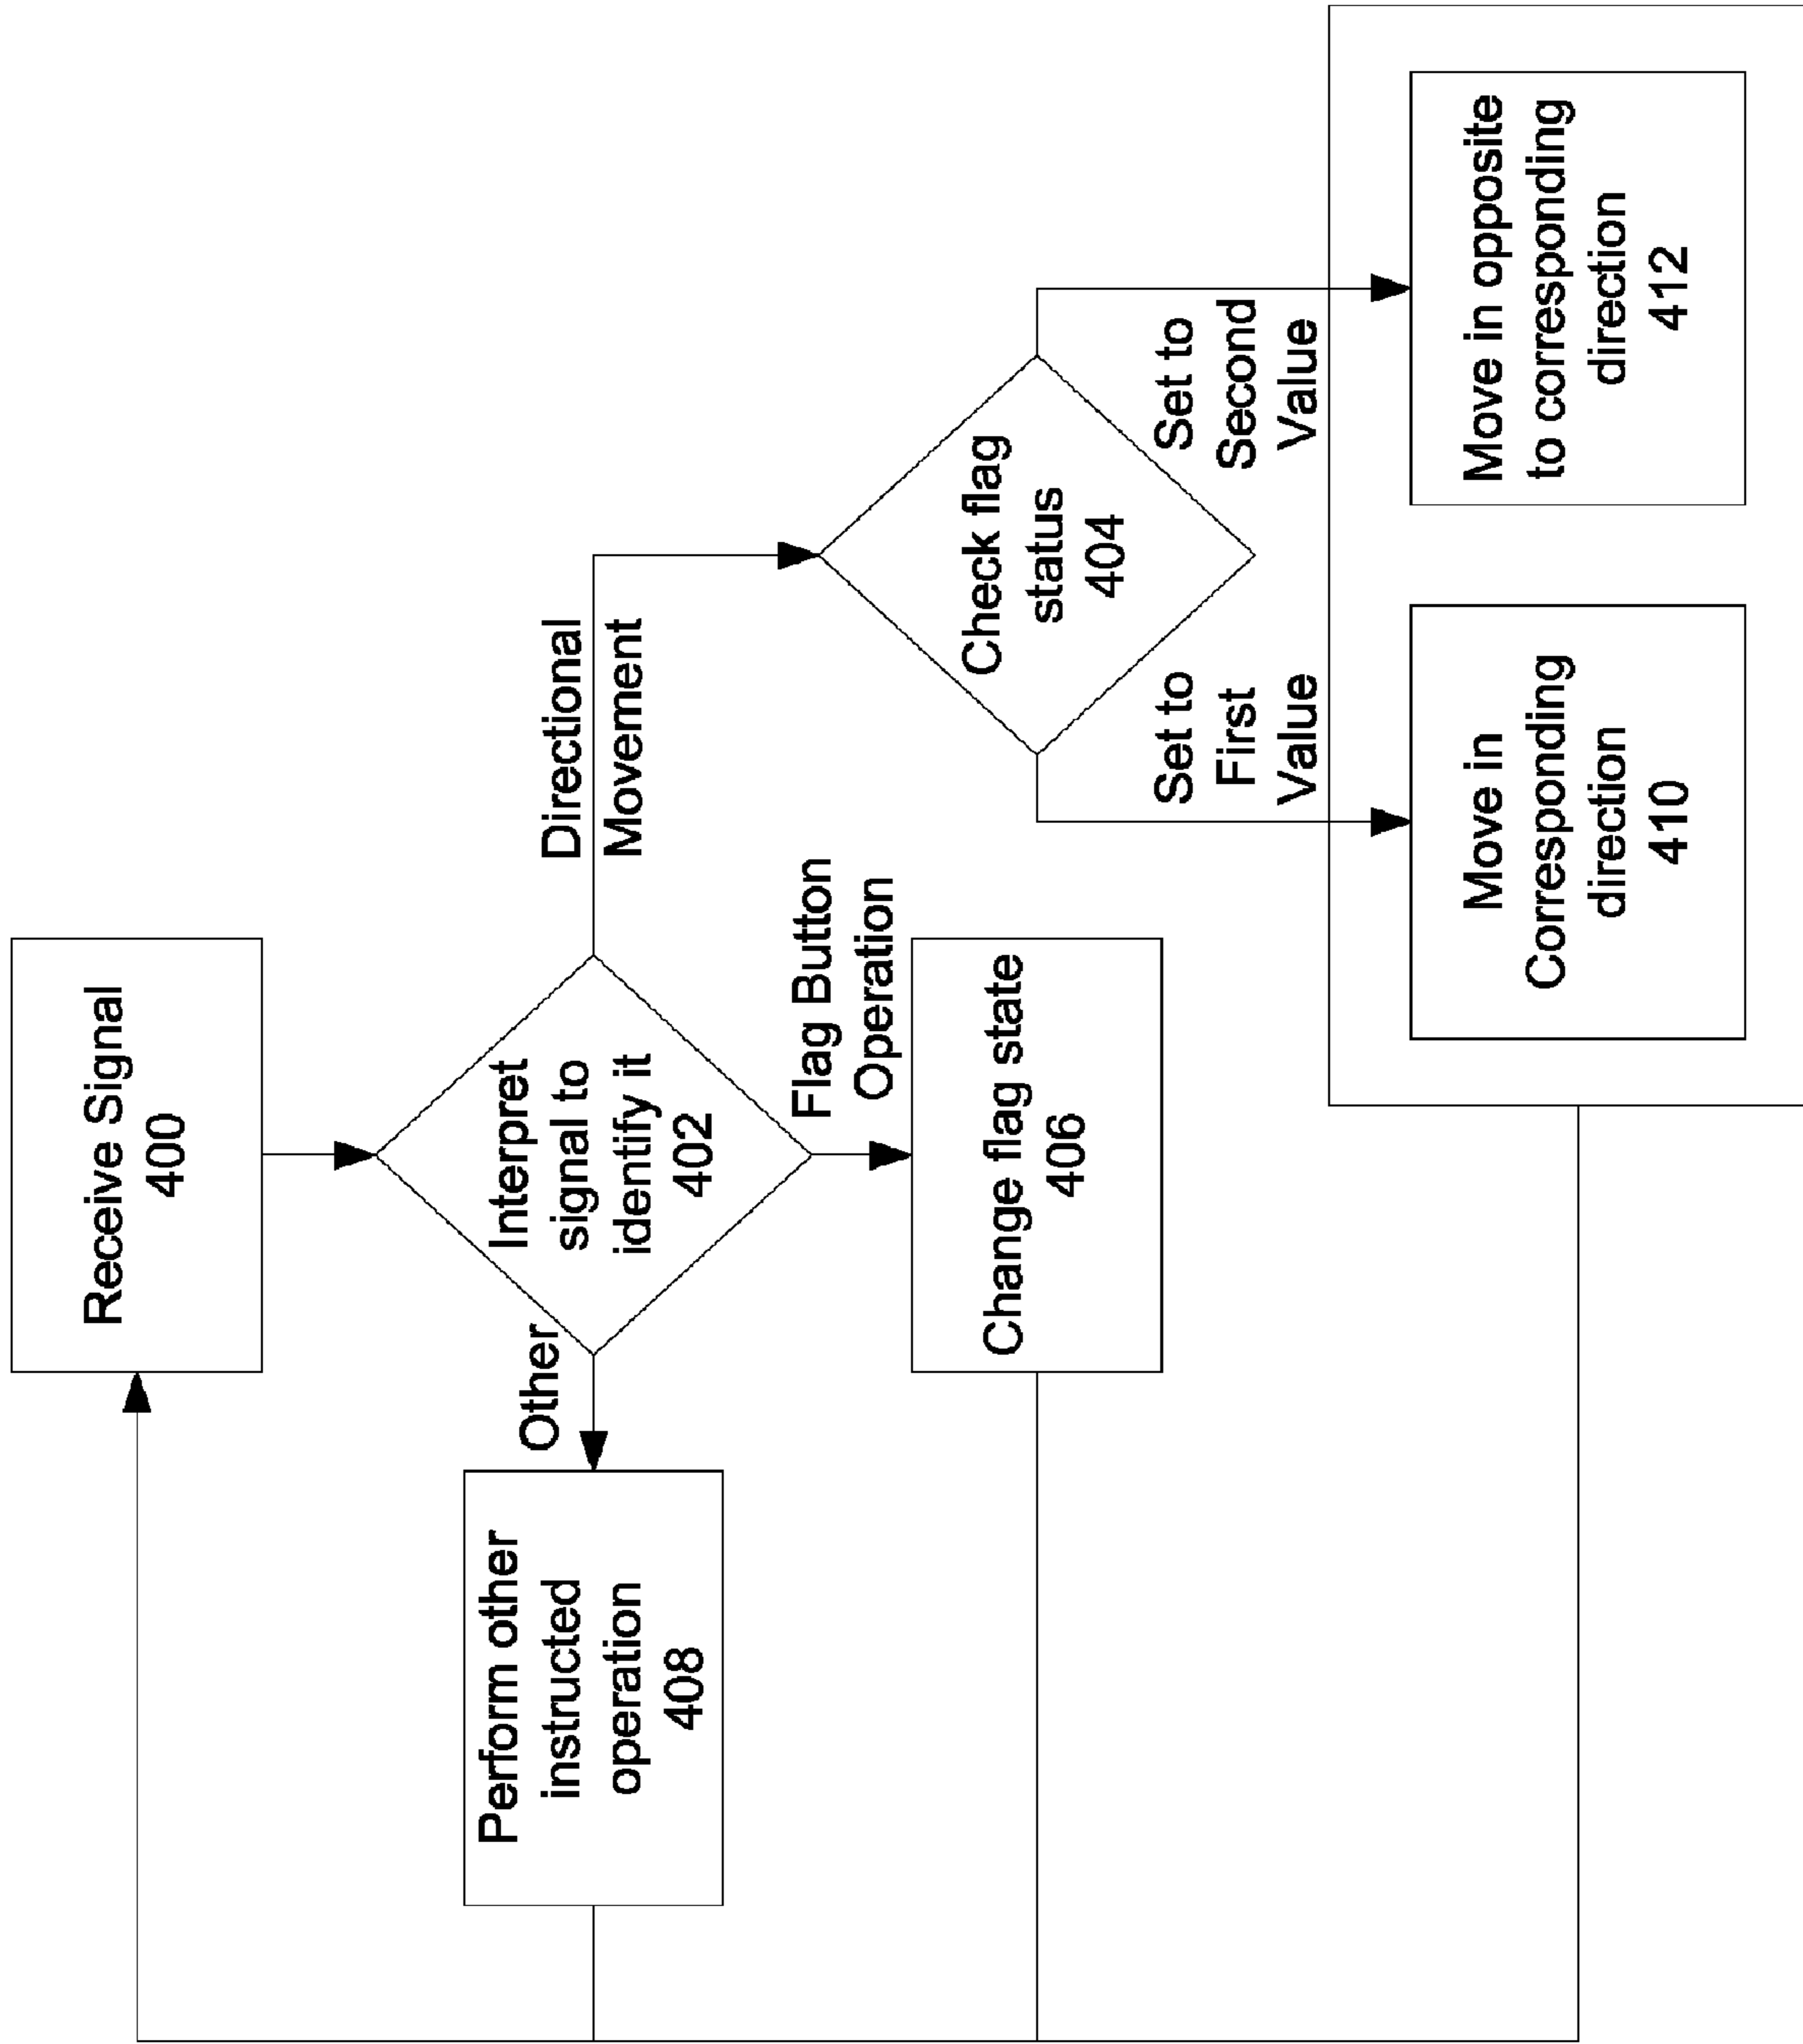 Receive Signal
400
Interpret
signal to
identify it
402
Directional
Movement
Other
Flag Button
Operation
Perform other
instructed
operation
408
Change flag state
406
Check flag
status
404
Set to
First
Value
Set to
Second
Value
Move in
Corresponding
direction
410
Move in opposite
to corresponding
direction
412